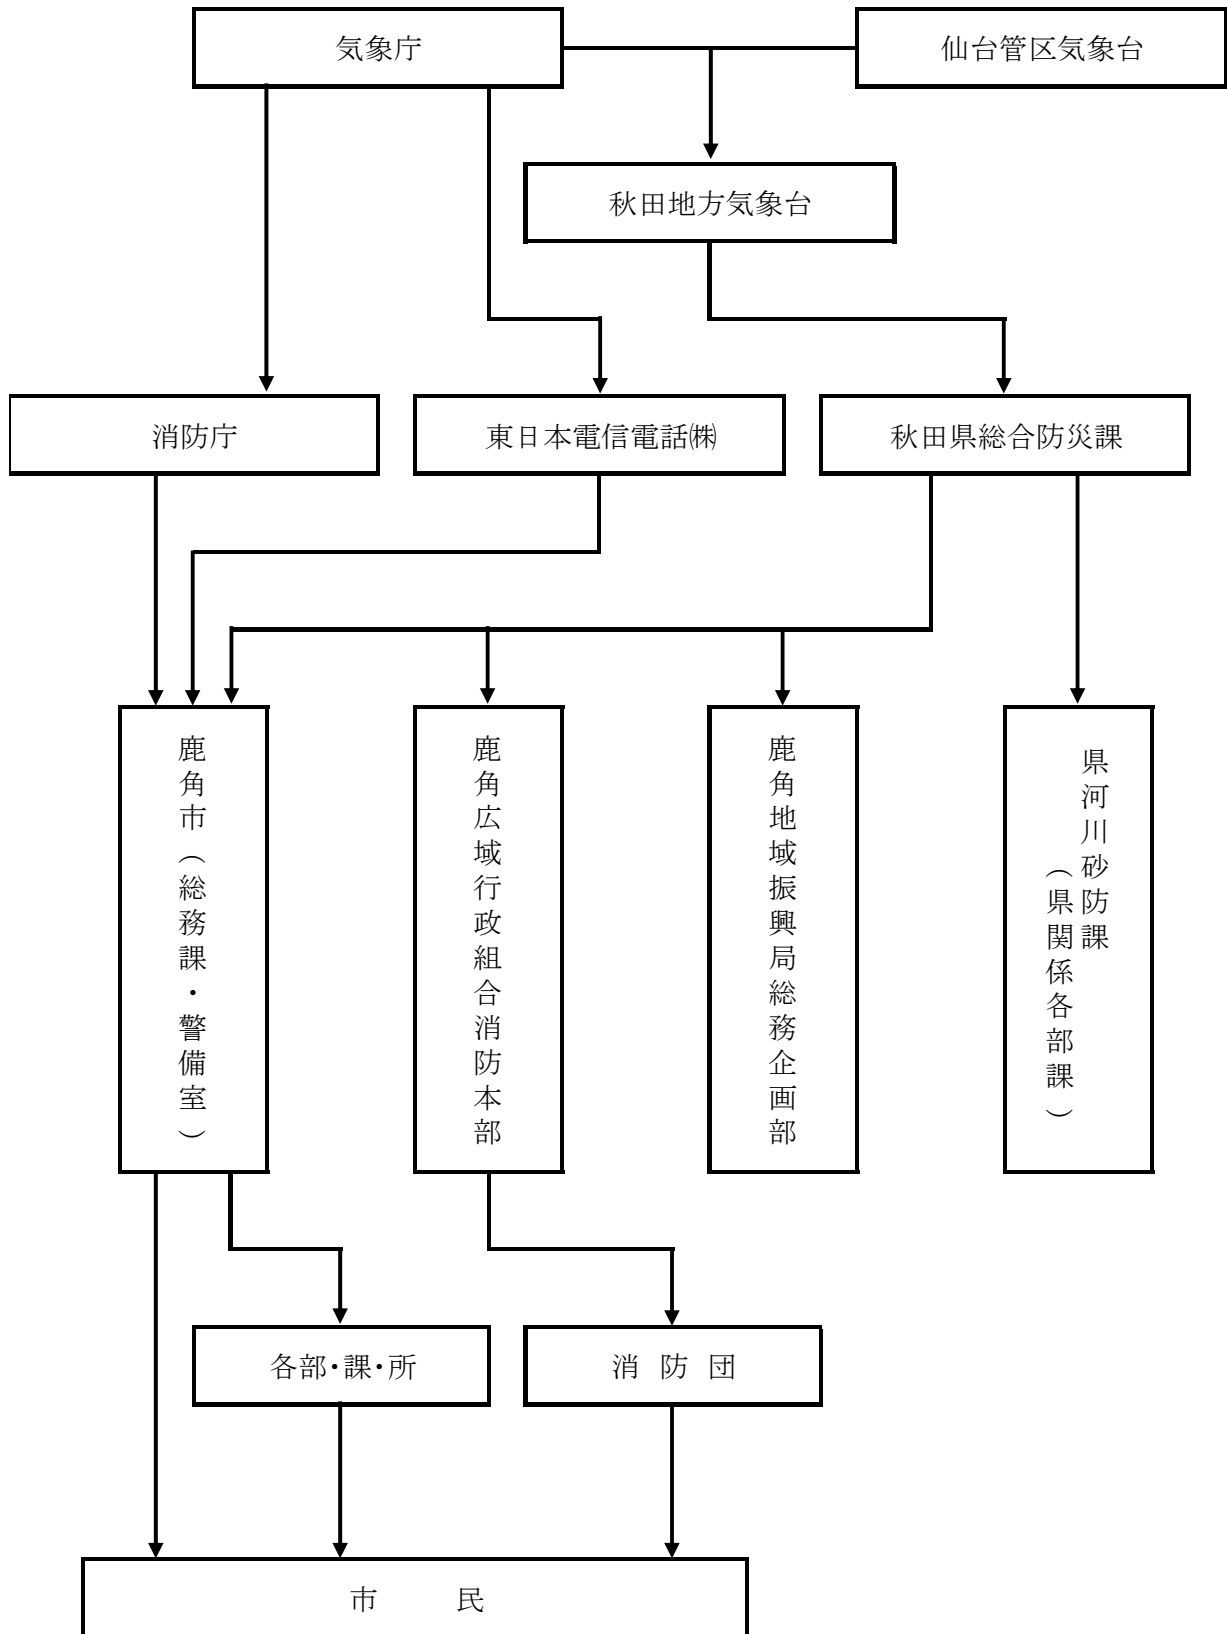 気象庁
仙台管区気象台
秋田地方気象台
消防庁
東日本電信電話㈱
秋田県総合防災課
鹿角市（総務課・警備室）
鹿角広域行政組合消防本部
鹿角地域振興局総務企画部
県河川砂防課
（県関係各部課）
各部・課・所
消防団
市民